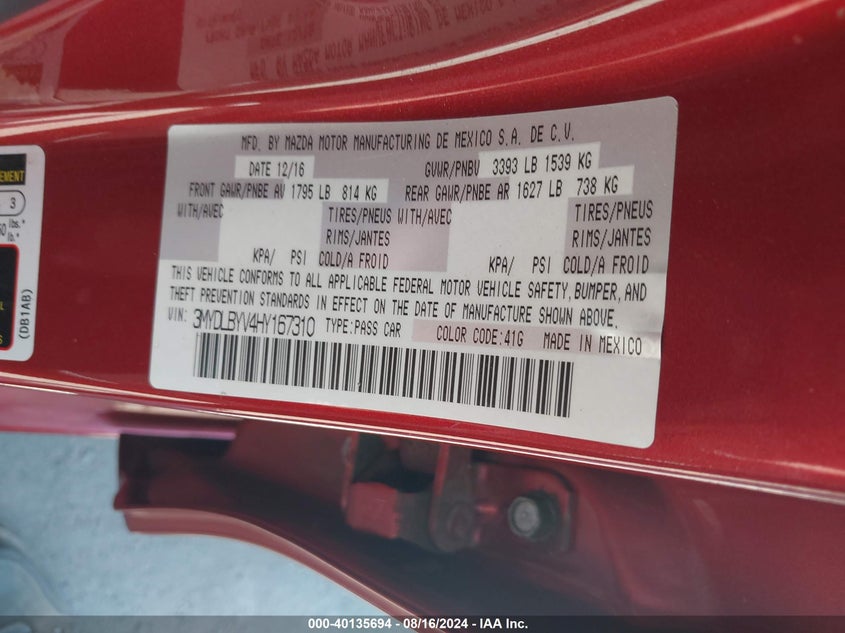 MFD. BY MAZDA MOTOR MANUFACTURING DE MEXICO S.A. DE C.V.
DATE 12/16 GVWR/PNBV 3393 LB 1539 KG
FRONT GAWR/PNBE AV 1795 LB 814 KG REAR GAWR/PNBE AR 1627 LB 738 KG
WITH/AVEC TIRES/PNEUS WITH/AVEC TIRES/PNEUS
RIMS/JANTES RIMS/JANTES
KPA/ PSI COLD/A FROID KPA/ PSI COLD/A FROID
THIS VEHICLE CONFORMS TO ALL APPLICABLE FEDERAL MOTOR VEHICLE SAFETY, BUMPER, AND
THEFT PREVENTION STANDARDS IN EFFECT ON THE DATE OF MANUFACTURE SHOWN ABOVE.
VIN: 3MYDLBYV4HY167310 TYPE:PASS CAR COLOR CODE:41G MADE IN MEXICO
3
lbs.*
lb.*
(DB1AB)
000-40135694 - 08/16/2024 - IAA Inc.